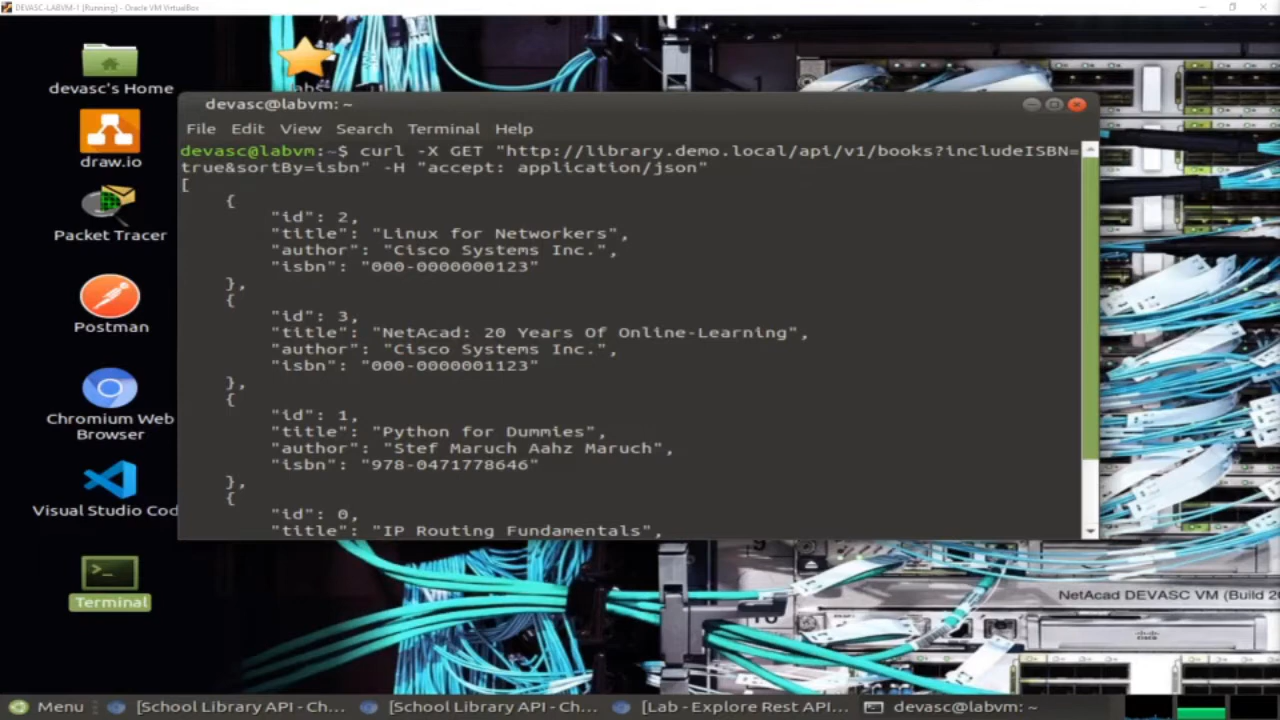 DEVASC-LABVM-1 [Running] - Oracle VM VirtualBox
devasc's Home
draw.io
Packet Tracer
Postman
Chromium Web
Browser
Visual Studio Cod
Terminal
devasc@labvm: ~
File Edit View Search Terminal Help
devasc@labvm:~$ curl -X GET "http://library.demo.local/api/v1/books?includeISBN=
true&sortBy=isbn" -H "accept: application/json"
[
{
"id": 2,
"title": "Linux for Networkers",
"author": "Cisco Systems Inc.",
"isbn": "000-0000000123"
},
{
"id": 3,
"title": "NetAcad: 20 Years Of Online-Learning",
"author": "Cisco Systems Inc.",
"isbn": "000-0000001123"
},
{
"id": 1,
"title": "Python for Dummies",
"author": "Stef Maruch Aahz Maruch",
"isbn": "978-0471778646"
},
{
"id": 0,
"title": "IP Routing Fundamentals",
NetAcad DEVASC VM (Build 20
cisco
Menu
[School Library API - Ch...
[School Library API - Ch...
[Lab - Explore Rest API...
devasc@labvm: ~